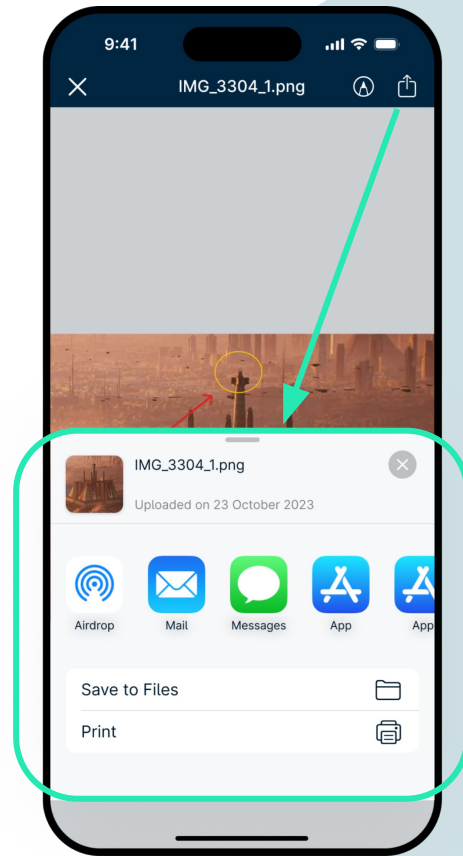 9:41
IMG_3304_1.png
IMG_3304_1.png
Uploaded on 23 October 2023
Airdrop Mail Messages App App
Save to Files
Print